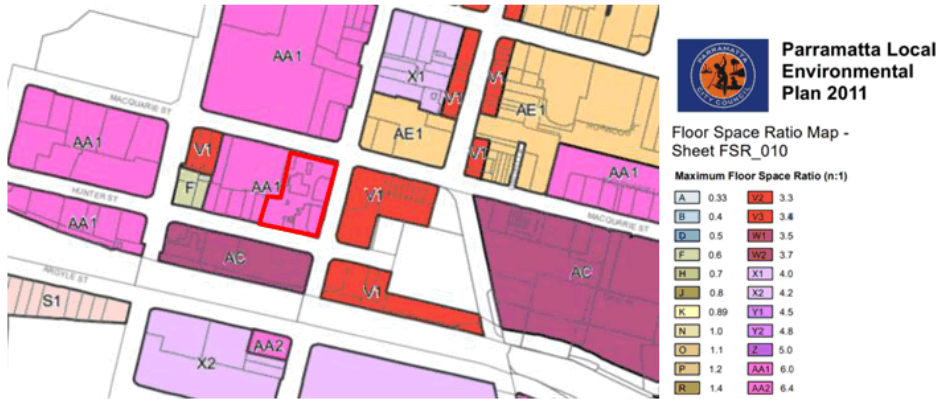 AA1
X1
V1
V1
AE1
AE1
MACQUARIE ST
AA1
V1
F
AA1
V1
V1
AA1
HUNTER ST
AA1
MACQUARIE ST
AC
AC
ARGYLE ST
S1
V1
AA2
X2
PARRAMATTA
CITY COUNCIL
Parramatta Local
Environmental
Plan 2011
Floor Space Ratio Map -
Sheet FSR_010
Maximum Floor Space Ratio (n:1)
A 0.33 V2 3.3
B 0.4 V3 3.4
D 0.5 W1 3.5
F 0.6 W2 3.7
H 0.7 X1 4.0
J 0.8 X2 4.2
K 0.89 Y1 4.5
N 1.0 Y2 4.8
O 1.1 Z 5.0
P 1.2 AA1 6.0
R 1.4 AA2 6.4